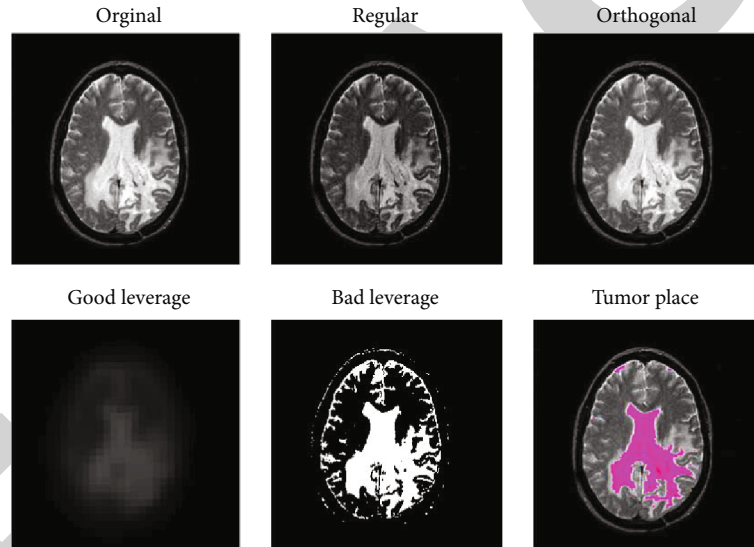 Orginal
Regular
Orthogonal
Good leverage
Bad leverage
Tumor place